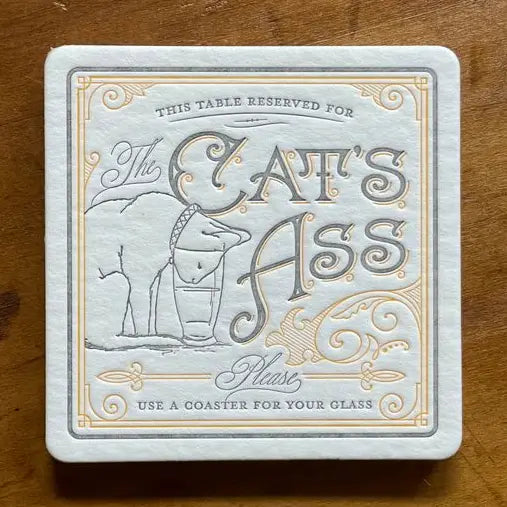 THIS TABLE RESERVED FOR
The CAT'S
ASS
Please
USE A COASTER FOR YOUR GLASS